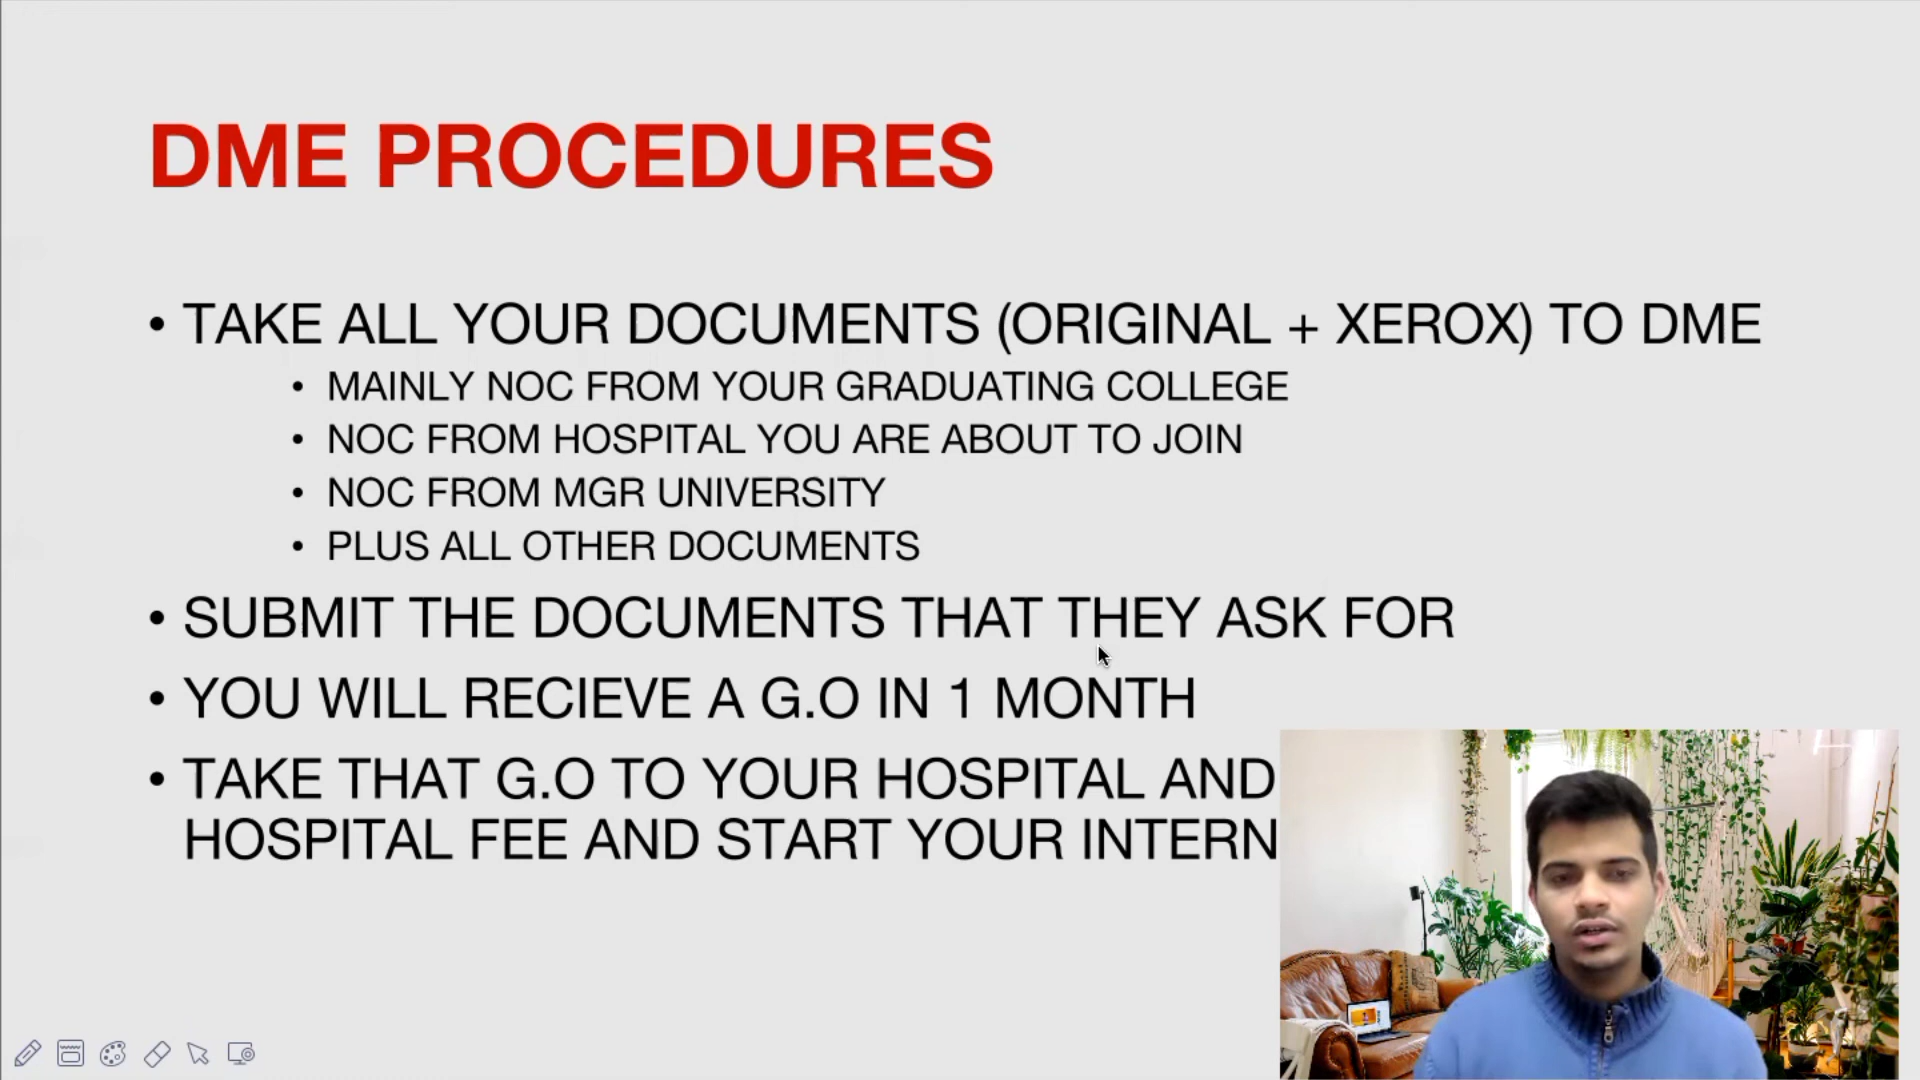 DME PROCEDURES
• TAKE ALL YOUR DOCUMENTS (ORIGINAL + XEROX) TO DME
• MAINLY NOC FROM YOUR GRADUATING COLLEGE
• NOC FROM HOSPITAL YOU ARE ABOUT TO JOIN
• NOC FROM MGR UNIVERSITY
• PLUS ALL OTHER DOCUMENTS
• SUBMIT THE DOCUMENTS THAT THEY ASK FOR
• YOU WILL RECIEVE A G.O IN 1 MONTH
• TAKE THAT G.O TO YOUR HOSPITAL AND
HOSPITAL FEE AND START YOUR INTERN